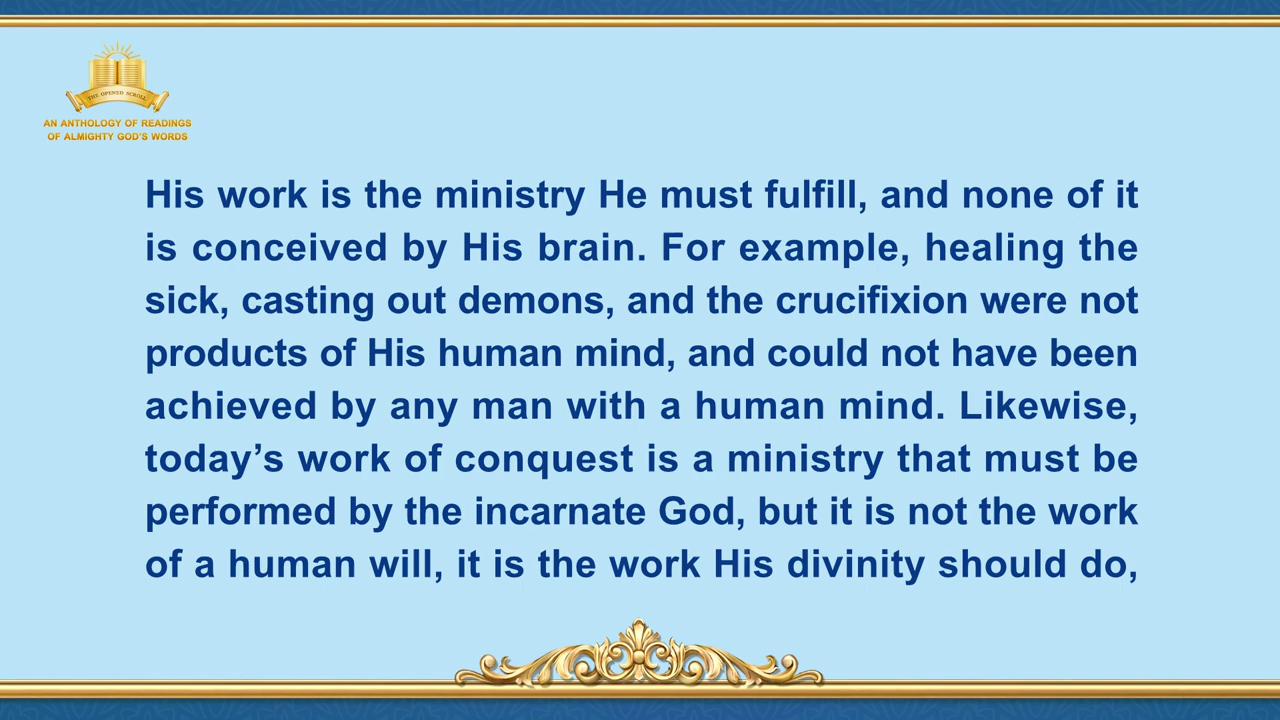 THE OPENED SCROLL
AN ANTHOLOGY OF READINGS
OF ALMIGHTY GOD'S WORDS
His work is the ministry He must fulfill, and none of it
is conceived by His brain. For example, healing the
sick, casting out demons, and the crucifixion were not
products of His human mind, and could not have been
achieved by any man with a human mind. Likewise,
today’s work of conquest is a ministry that must be
performed by the incarnate God, but it is not the work
of a human will, it is the work His divinity should do,